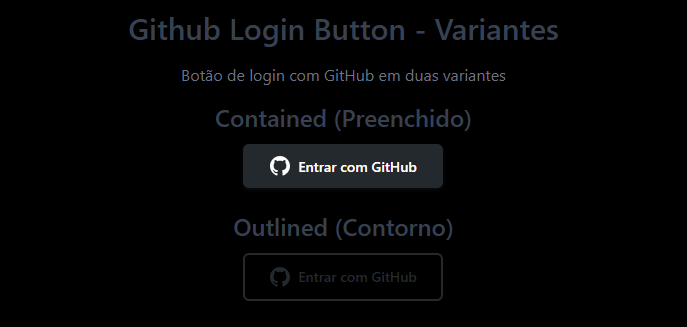 Github Login Button - Variantes
Botão de login com GitHub em duas variantes
Contained (Preenchido)
Entrar com GitHub
Outlined (Contorno)
Entrar com GitHub